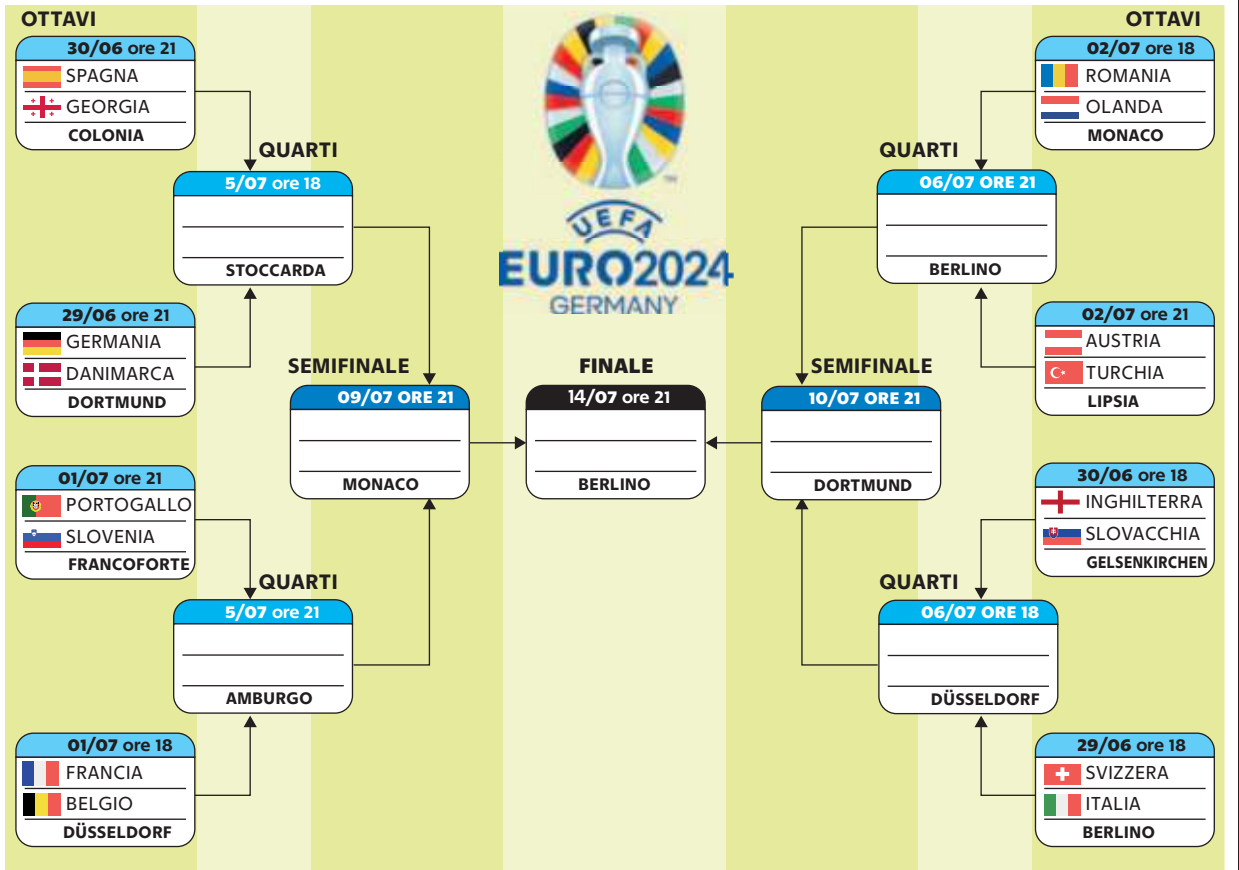 OTTAVI
30/06 ore 21
SPAGNA
GEORGIA
COLONIA
QUARTI
5/07 ore 18
STOCCARDA
29/06 ore 21
GERMANIA
DANIMARCA
DORTMUND
SEMIFINALE
09/07 ORE 21
MONACO
01/07 ore 21
PORTOGALLO
SLOVENIA
FRANCOFORTE
QUARTI
5/07 ore 21
AMBURGO
01/07 ore 18
FRANCIA
BELGIO
DÜSSELDORF
TM
UEFA
EURO2024
GERMANY
FINALE
14/07 ore 21
BERLINO
OTTAVI
02/07 ore 18
ROMANIA
OLANDA
MONACO
QUARTI
06/07 ORE 21
BERLINO
02/07 ore 21
AUSTRIA
TURCHIA
LIPSIA
SEMIFINALE
10/07 ORE 21
DORTMUND
30/06 ore 18
INGHILTERRA
SLOVACCHIA
GELSENKIRCHEN
QUARTI
06/07 ORE 18
DÜSSELDORF
29/06 ore 18
SVIZZERA
ITALIA
BERLINO